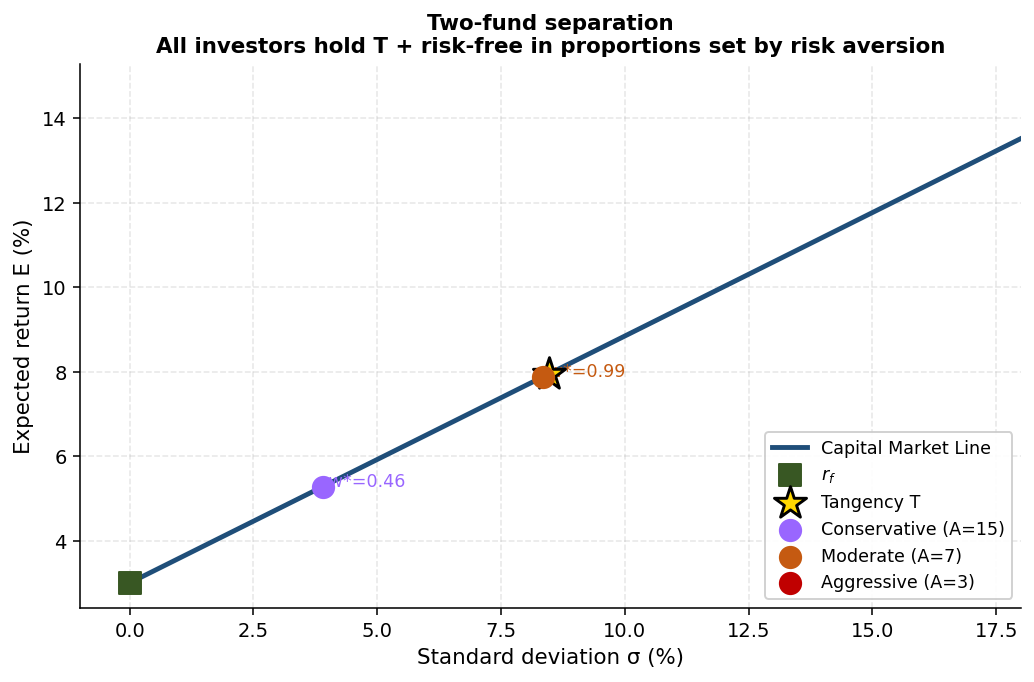 Two-fund separation
All investors hold T + risk-free in proportions set by risk aversion
Expected return E (%)
14
12
10
8
6
4
w*=0.46
*=0.99
Capital Market Line
r_f
Tangency T
Conservative (A=15)
Moderate (A=7)
Aggressive (A=3)
0.0
2.5
5.0
7.5
10.0
12.5
15.0
17.5
Standard deviation σ (%)